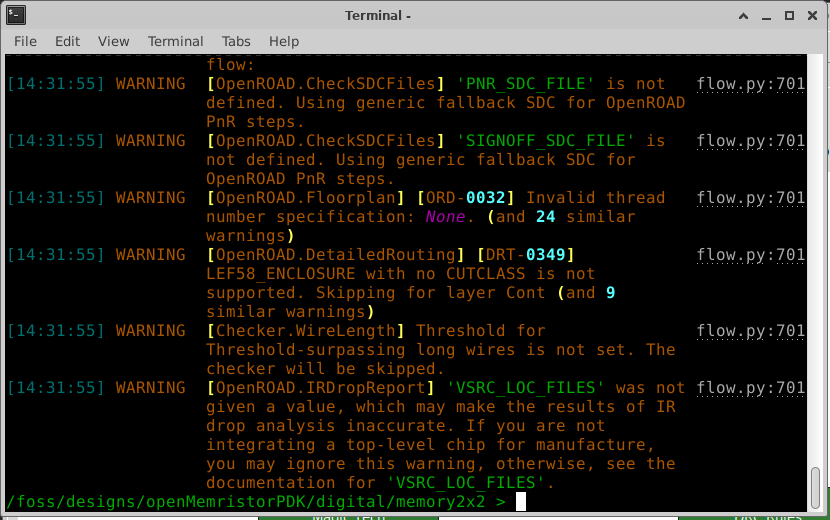 Terminal -
File Edit View Terminal Tabs Help
flow:
[14:31:55] WARNING [OpenROAD.CheckSDCFiles] 'PNR_SDC_FILE' is not flow.py:701
defined. Using generic fallback SDC for OpenROAD
PnR steps.
[14:31:55] WARNING [OpenROAD.CheckSDCFiles] 'SIGNOFF_SDC_FILE' is flow.py:701
not defined. Using generic fallback SDC for
OpenROAD PnR steps.
[14:31:55] WARNING [OpenROAD.Floorplan] [ORD-0032] Invalid thread flow.py:701
number specification: None. (and 24 similar
warnings)
[14:31:55] WARNING [OpenROAD.DetailedRouting] [DRT-0349] flow.py:701
LEF58_ENCLOSURE with no CUTCLASS is not
supported. Skipping for layer Cont (and 9
similar warnings)
[14:31:55] WARNING [Checker.WireLength] Threshold for flow.py:701
Threshold-surpassing long wires is not set. The
checker will be skipped.
[14:31:55] WARNING [OpenROAD.IRDropReport] 'VSRC_LOC_FILES' was not flow.py:701
given a value, which may make the results of IR
drop analysis inaccurate. If you are not
integrating a top-level chip for manufacture,
you may ignore this warning, otherwise, see the
documentation for 'VSRC_LOC_FILES'.
/foss/designs/openMemristorPDK/digital/memory2x2 >